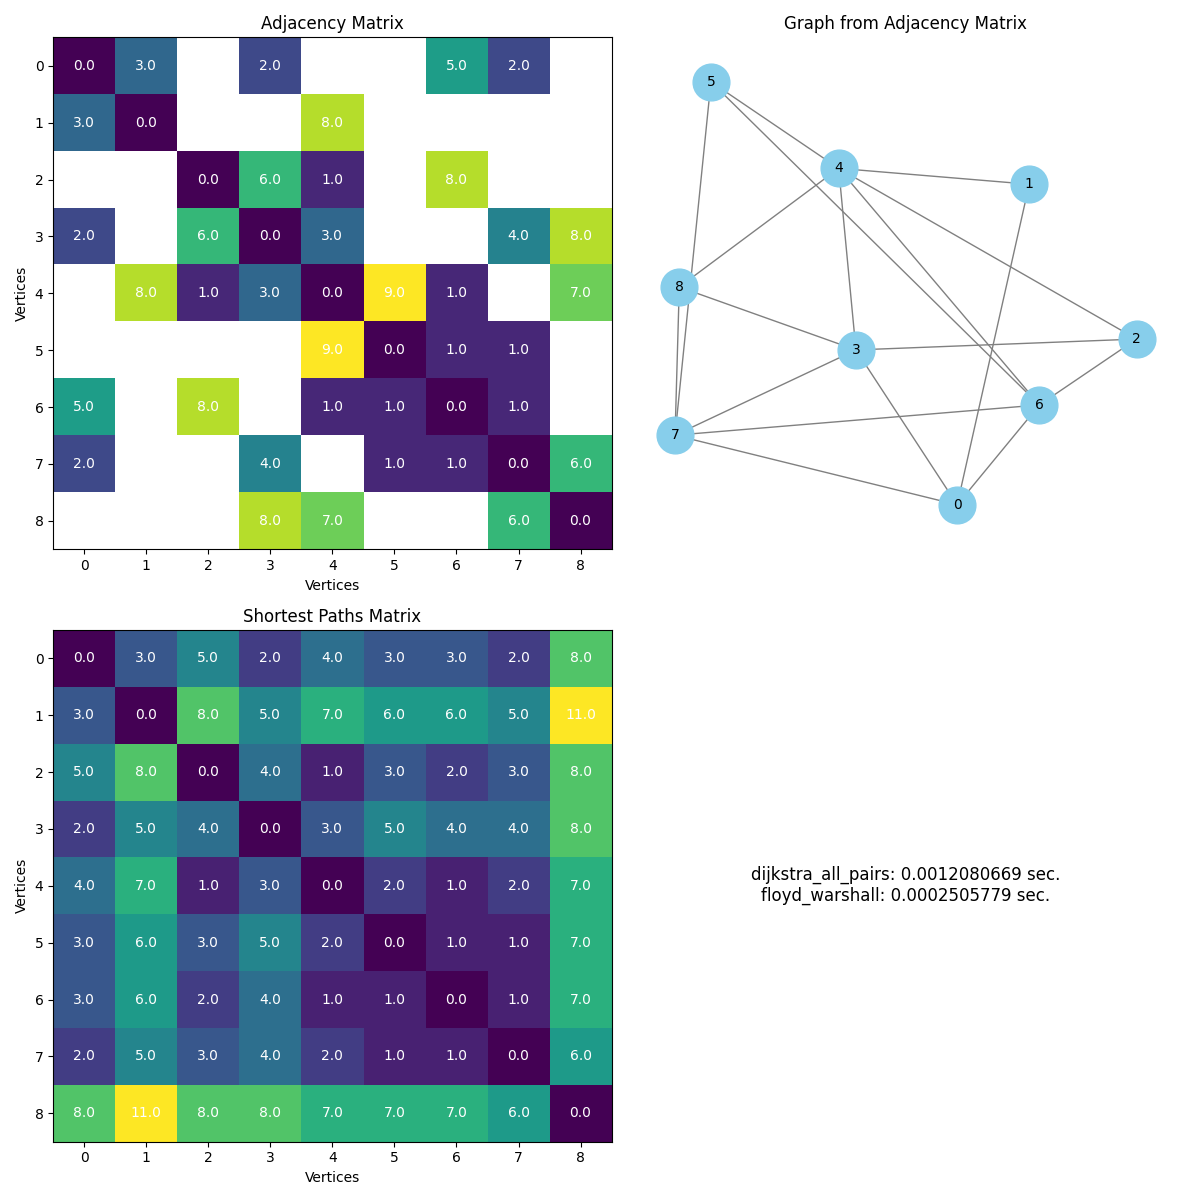 Adjacency Matrix
0 0.0 3.0 2.0 5.0 2.0
1 3.0 0.0 8.0
2 0.0 6.0 1.0 8.0
3 2.0 6.0 0.0 3.0 4.0 8.0
4 8.0 1.0 3.0 0.0 9.0 1.0 7.0
5 9.0 0.0 1.0 1.0
6 5.0 8.0 1.0 1.0 0.0 1.0
7 2.0 4.0 1.0 1.0 0.0 6.0
8 8.0 7.0 6.0 0.0
0 1 2 3 4 5 6 7 8
Vertices
Vertices
Graph from Adjacency Matrix
5
4
1
8
2
3
6
7
0
Shortest Paths Matrix
0 0.0 3.0 5.0 2.0 4.0 3.0 3.0 2.0 8.0
1 3.0 0.0 8.0 5.0 7.0 6.0 6.0 5.0 11.0
2 5.0 8.0 0.0 4.0 1.0 3.0 2.0 3.0 8.0
3 2.0 5.0 4.0 0.0 3.0 5.0 4.0 4.0 8.0
4 4.0 7.0 1.0 3.0 0.0 2.0 1.0 2.0 7.0
5 3.0 6.0 3.0 5.0 2.0 0.0 1.0 1.0 7.0
6 3.0 6.0 2.0 4.0 1.0 1.0 0.0 1.0 7.0
7 2.0 5.0 3.0 4.0 2.0 1.0 1.0 0.0 6.0
8 8.0 11.0 8.0 8.0 7.0 7.0 7.0 6.0 0.0
0 1 2 3 4 5 6 7 8
Vertices
Vertices
dijkstra_all_pairs: 0.0012080669 sec.
floyd_warshall: 0.0002505779 sec.